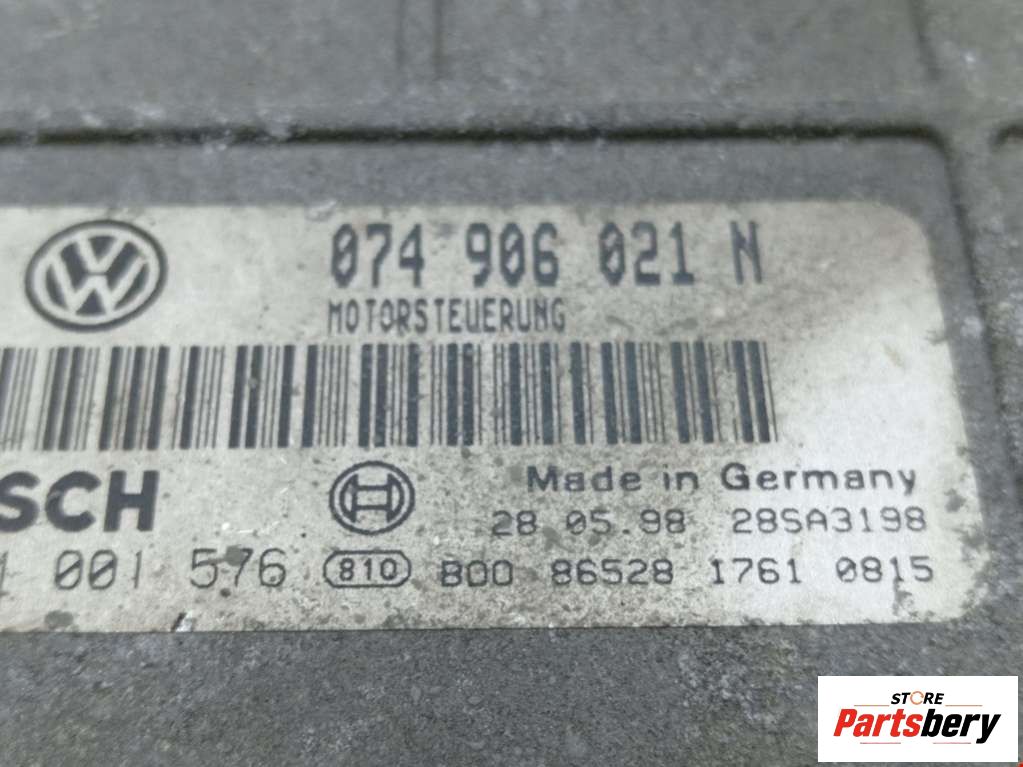 074 906 021 N
MOTORSTEUERUNG
SCH
Made in Germany
28 05.98 28SA3198
1 001 576 810 B00 86528 1761 0815
STORE
Partsbery